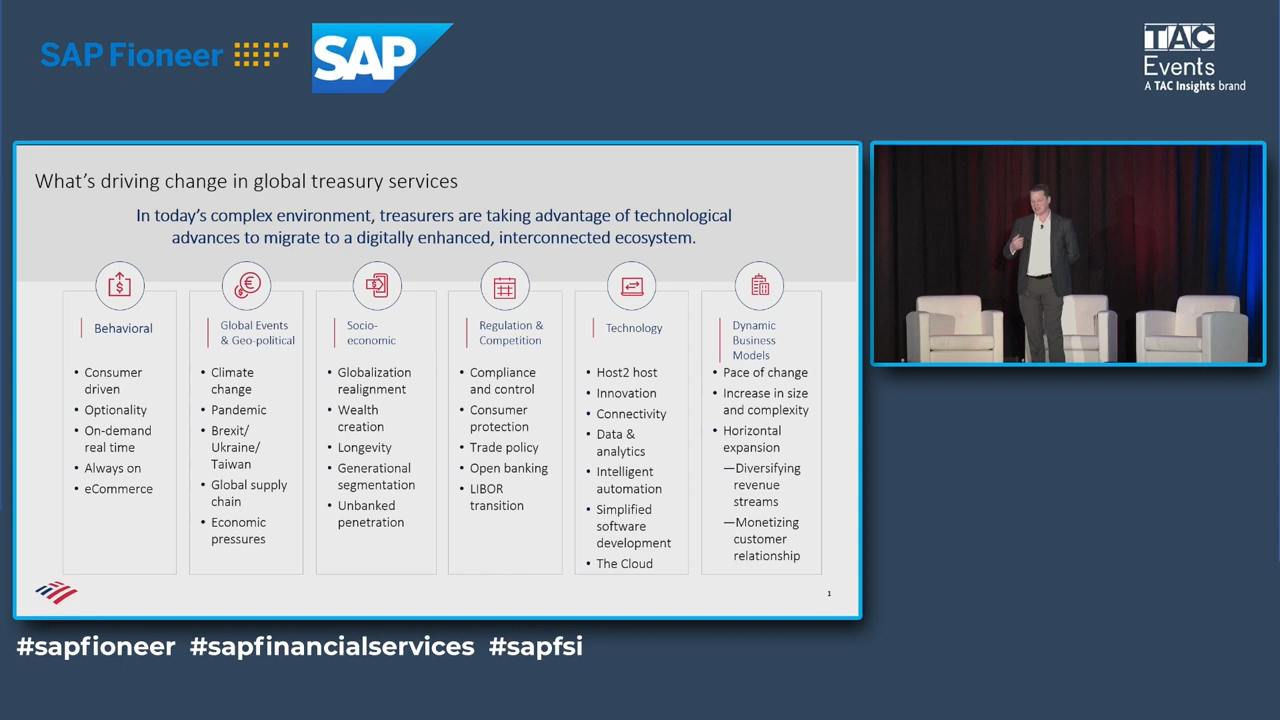 SAP Fioneer
SAP
TAC
Events
A TAC Insights brand
What's driving change in global treasury services
In today's complex environment, treasurers are taking advantage of technological
advances to migrate to a digitally enhanced, interconnected ecosystem.
Behavioral
• Consumer
driven
• Optionality
• On-demand
real time
• Always on
• eCommerce
Global Events
& Geo-political
• Climate
change
• Pandemic
• Brexit/
Ukraine/
Taiwan
• Global supply
chain
• Economic
pressures
Socio-
economic
• Globalization
realignment
• Wealth
creation
• Longevity
• Generational
segmentation
• Unbanked
penetration
Regulation &
Competition
• Compliance
and control
• Consumer
protection
• Trade policy
• Open banking
• LIBOR
transition
Technology
• Host2 host
• Innovation
• Connectivity
• Data &
analytics
• Intelligent
automation
• Simplified
software
development
• The Cloud
Dynamic
Business
Models
• Pace of change
• Increase in size
and complexity
• Horizontal
expansion
—Diversifying
revenue
streams
—Monetizing
customer
relationship
1
#sapfioneer #sapfinancialservices #sapfsi